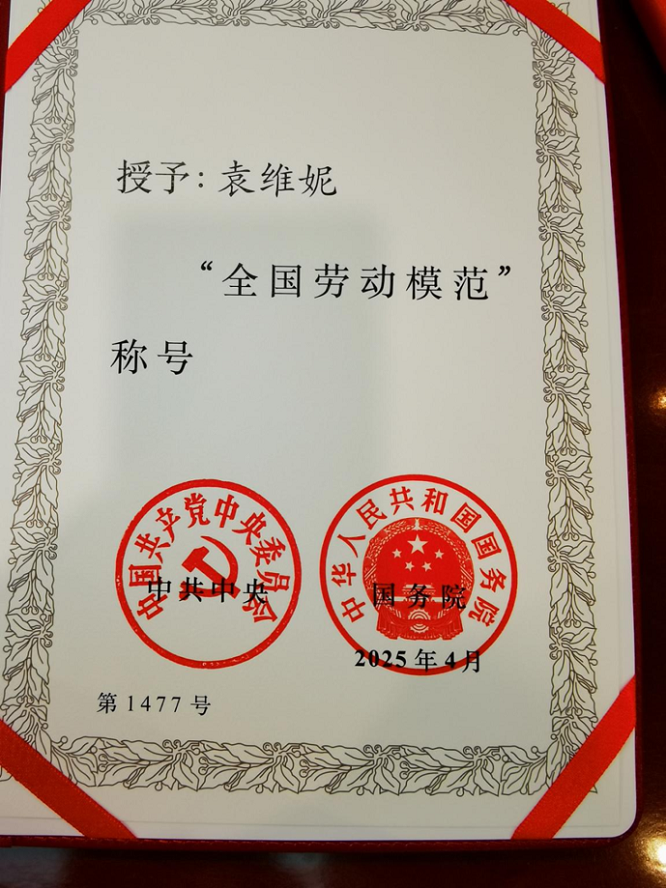 授予：袁维妮
“全国劳动模范”
称号
中国共产党中央委员会
中共中央
中华人民共和国国务院
国务院
2025年4月
第1477号